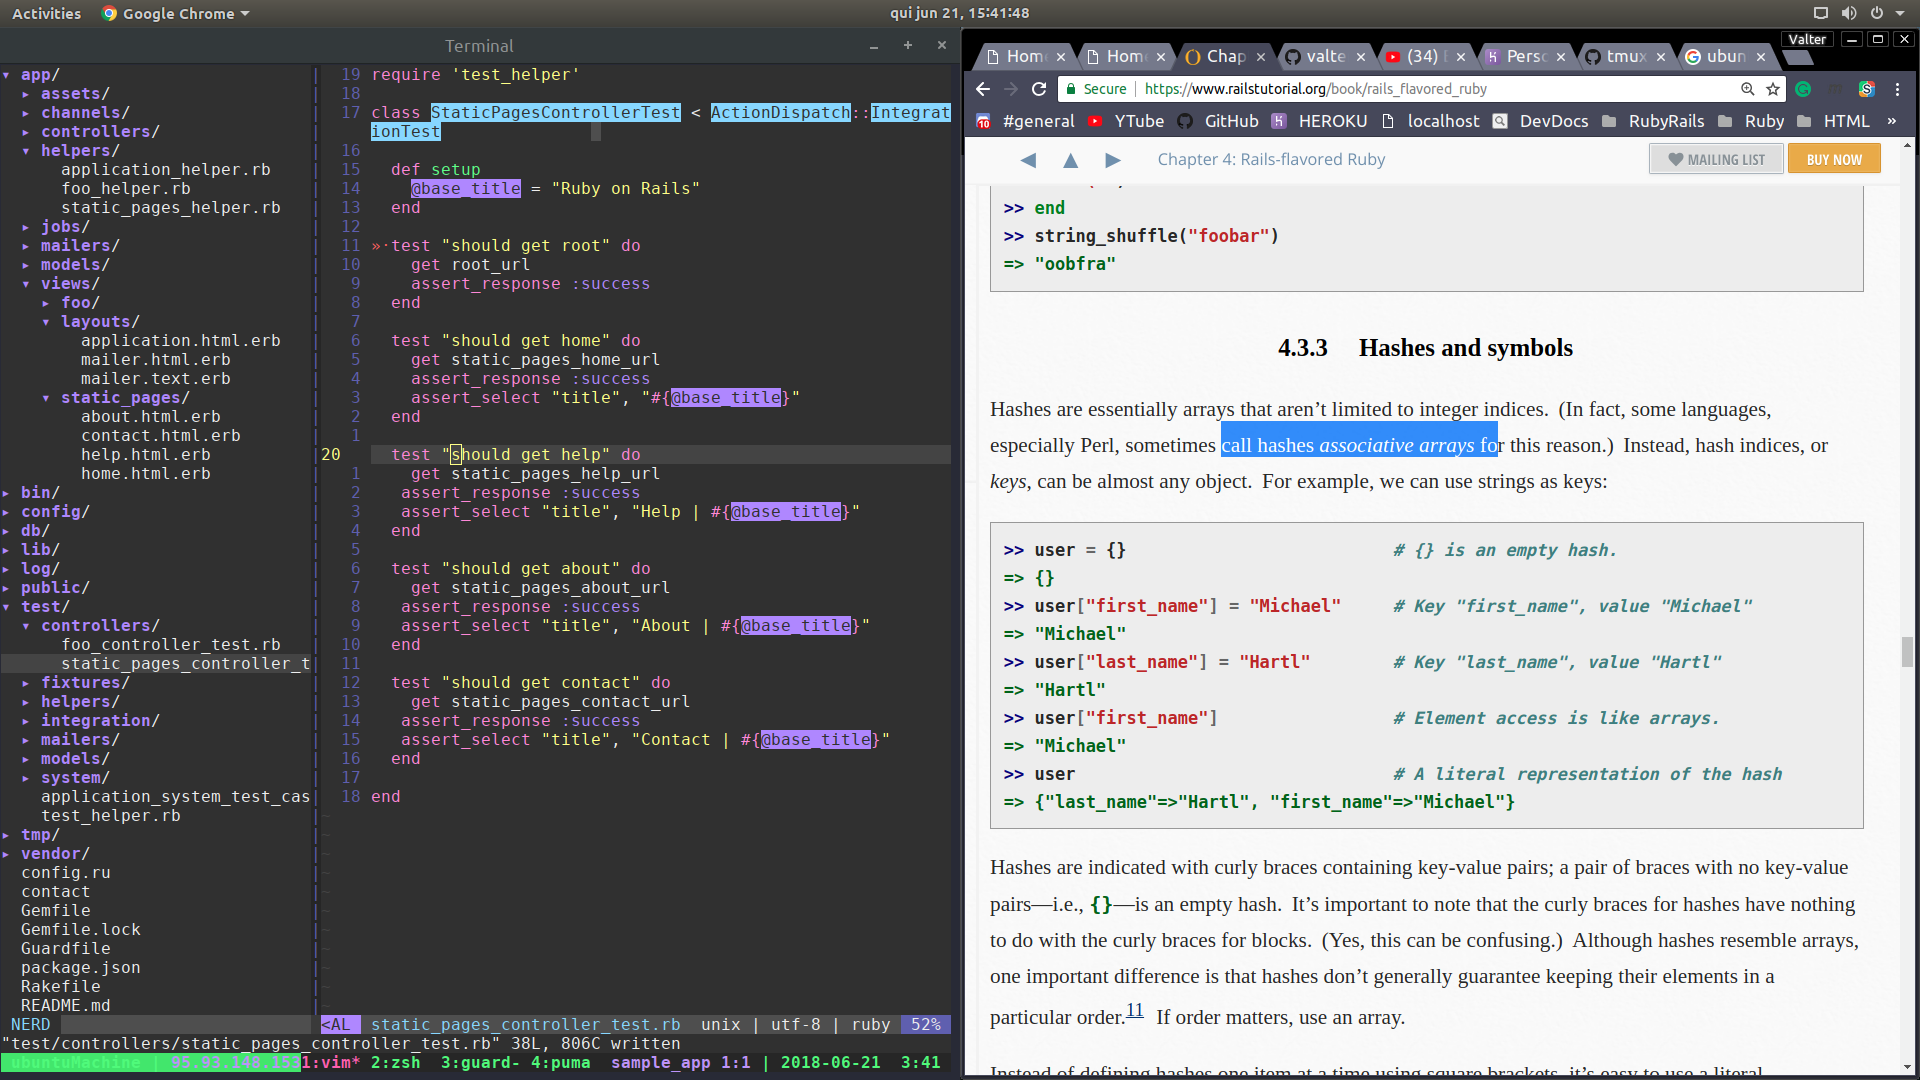 Activities Google Chrome qui jun 21, 15:41:48
Terminal
app/
assets/
channels/
controllers/
helpers/
application_helper.rb
foo_helper.rb
static_pages_helper.rb
jobs/
mailers/
models/
views/
foo/
layouts/
application.html.erb
mailer.html.erb
mailer.text.erb
static_pages/
about.html.erb
contact.html.erb
help.html.erb
home.html.erb
bin/
config/
db/
lib/
log/
public/
test/
controllers/
foo_controller_test.rb
static_pages_controller_t
fixtures/
helpers/
integration/
mailers/
models/
system/
application_system_test_cas
test_helper.rb
tmp/
vendor/
config.ru
contact
Gemfile
Gemfile.lock
Guardfile
package.json
Rakefile
README.md
19 require 'test_helper'
18
17 class StaticPagesControllerTest < ActionDispatch::Integrat
ionTest
16
15 def setup
14 @base_title = "Ruby on Rails"
13 end
12
11 »·test "should get root" do
10 get root_url
9 assert_response :success
8 end
7
6 test "should get home" do
5 get static_pages_home_url
4 assert_response :success
3 assert_select "title", "#{@base_title}"
2 end
1
20 test "should get help" do
1 get static_pages_help_url
2 assert_response :success
3 assert_select "title", "Help | #{@base_title}"
4 end
5
6 test "should get about" do
7 get static_pages_about_url
8 assert_response :success
9 assert_select "title", "About | #{@base_title}"
10 end
11
12 test "should get contact" do
13 get static_pages_contact_url
14 assert_response :success
15 assert_select "title", "Contact | #{@base_title}"
16 end
17
18 end
NERD <AL static_pages_controller_test.rb unix | utf-8 | ruby 52%
"test/controllers/static_pages_controller_test.rb" 38L, 806C written
ubuntuMachine | 1:vim* 2:zsh 3:guard- 4:puma sample_app 1:1 | 2018-06-21 3:41
Valter
Home Home Chap valte (34) Perso tmux ubun
Secure https://www.railstutorial.org/book/rails_flavored_ruby
10 #general YTube GitHub HEROKU localhost DevDocs RubyRails Ruby HTML »
Chapter 4: Rails-flavored Ruby MAILING LIST BUY NOW
>> end
>> string_shuffle("foobar")
=> "oobfra"
4.3.3 Hashes and symbols
Hashes are essentially arrays that aren’t limited to integer indices. (In fact, some languages,
especially Perl, sometimes call hashes associative arrays for this reason.) Instead, hash indices, or
keys, can be almost any object. For example, we can use strings as keys:
>> user = {} # {} is an empty hash.
=> {}
>> user["first_name"] = "Michael" # Key "first_name", value "Michael"
=> "Michael"
>> user["last_name"] = "Hartl" # Key "last_name", value "Hartl"
=> "Hartl"
>> user["first_name"] # Element access is like arrays.
=> "Michael"
>> user # A literal representation of the hash
=> {"last_name"=>"Hartl", "first_name"=>"Michael"}
Hashes are indicated with curly braces containing key-value pairs; a pair of braces with no key-value
pairs—i.e., {}—is an empty hash. It’s important to note that the curly braces for hashes have nothing
to do with the curly braces for blocks. (Yes, this can be confusing.) Although hashes resemble arrays,
one important difference is that hashes don’t generally guarantee keeping their elements in a
particular order.11 If order matters, use an array.
Instead of defining hashes one item at a time using square brackets, it’s easy to use a literal